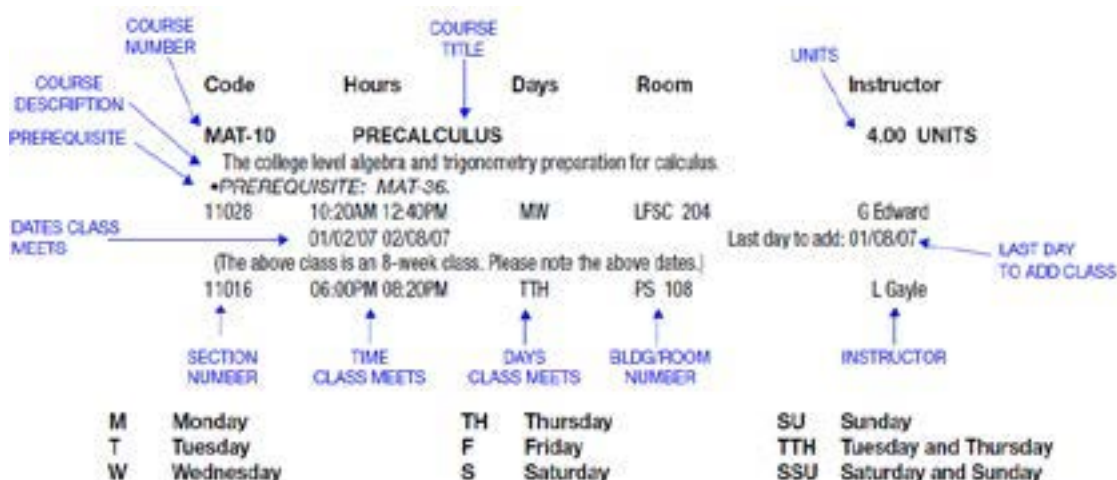 COURSE NUMBER
COURSE TITLE
UNITS
Code Hours Days Room Instructor
COURSE DESCRIPTION
MAT-10 PRECALCULUS 4.00 UNITS
PREREQUISITE
The college level algebra and trigonometry preparation for calculus.
•PREREQUISITE: MAT-36.
11028 10:20AM 12:40PM MW LFSC 204 G Edward
DATES CLASS MEETS
01/02/07 02/08/07 Last day to add: 01/08/07
LAST DAY TO ADD CLASS
(The above class is an 8-week class. Please note the above dates.)
11016 06:00PM 08:20PM TTH PS 108 L Gayle
SECTION NUMBER
TIME CLASS MEETS
DAYS CLASS MEETS
BLDG/ROOM NUMBER
INSTRUCTOR
M Monday TH Thursday SU Sunday
T Tuesday F Friday TTH Tuesday and Thursday
W Wednesday S Saturday SSU Saturday and Sunday